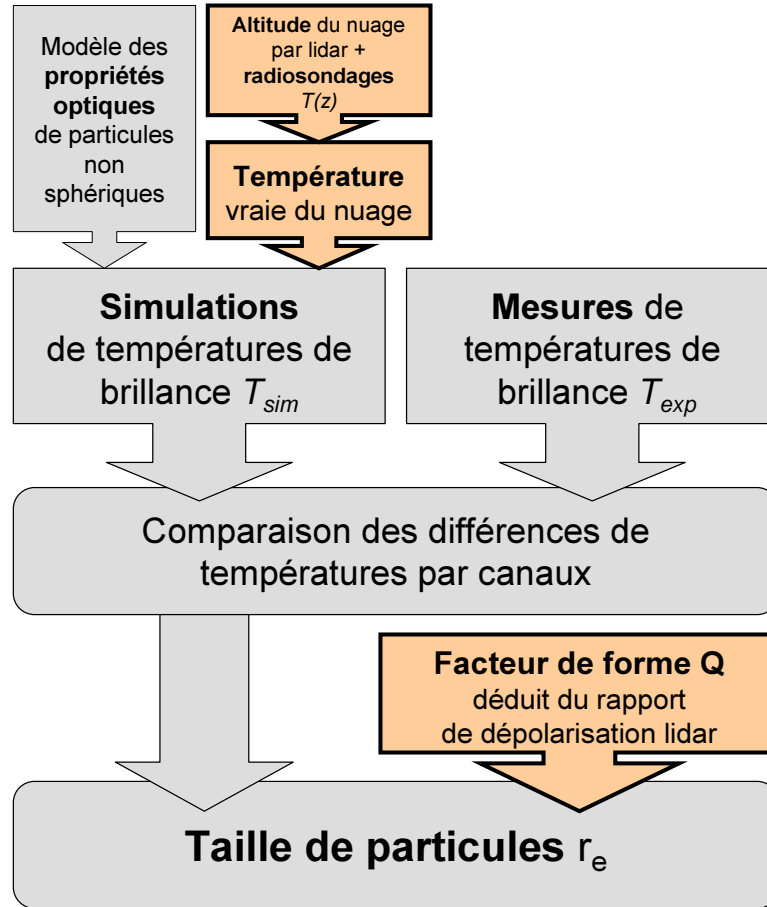 Modèle des
propriétés
optiques
de particules
non
sphériques
Altitude du nuage
par lidar +
radiosondages
T(z)
Température
vraie du nuage
Simulations
de températures de
brillance Tsim
Mesures de
températures de
brillance Texp
Comparaison des différences de
températures par canaux
Facteur de forme Q
déduit du rapport
de dépolarisation lidar
Taille de particules re